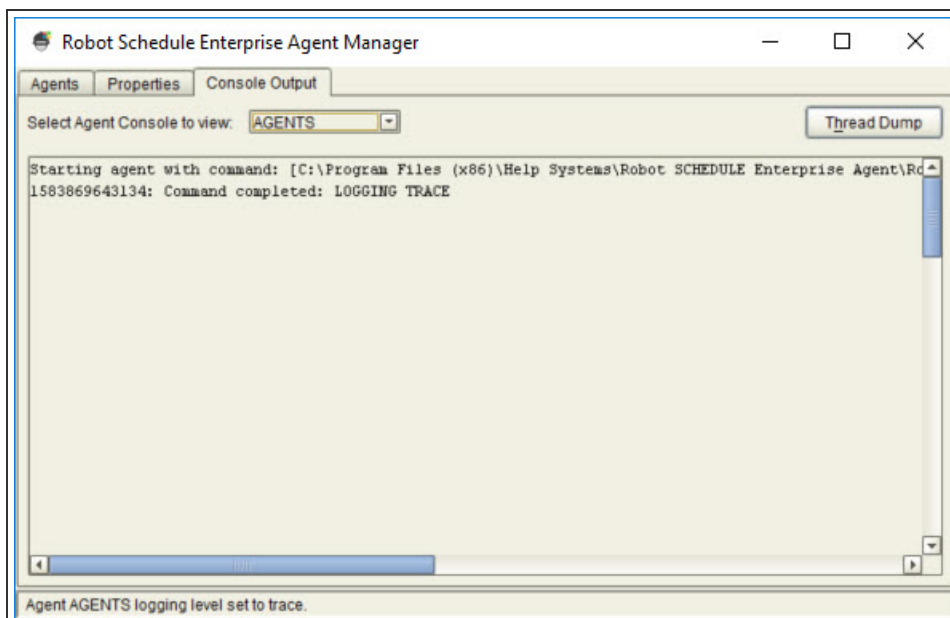 Robot Schedule Enterprise Agent Manager
Agents Properties Console Output
Select Agent Console to view: AGENTS Thread Dump
Starting agent with command: [C:\Program Files (x86)\Help Systems\Robot SCHEDULE Enterprise Agent\Ro
1583869643134: Command completed: LOGGING TRACE
Agent AGENTS logging level set to trace.